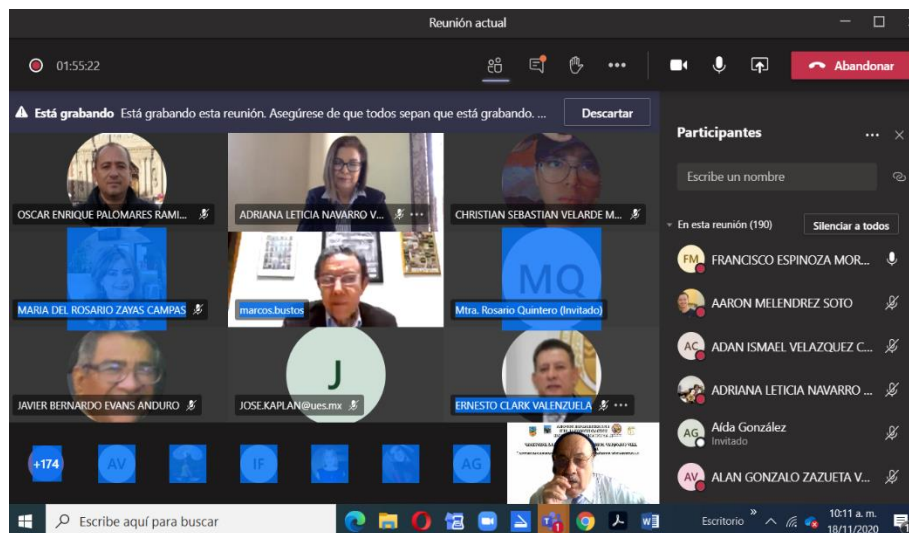 Reunión actual
01:55:22
Abandonar
Está grabando Está grabando esta reunión. Asegúrese de que todos sepan que está grabando. ...
Descartar
OSCAR ENRIQUE PALOMARES RAMI...
ADRIANA LETICIA NAVARRO V...
CHRISTIAN SEBASTIAN VELARDE M...
MQ
MARIA DEL ROSARIO ZAYAS CAMPAS
marcos.bustos
Mtra. Rosario Quintero (Invitado)
J
JAVIER BERNARDO EVANS ANDURO
JOSE.KAPLAN@ues.mx
ERNESTO CLARK VALENZUELA
+174
AV
IF
AG
Participantes
Escribe un nombre
En esta reunión (190)
Silenciar a todos
FM
FRANCISCO ESPINOZA MOR...
AARON MELENDREZ SOTO
AC
ADAN ISMAEL VELAZQUEZ C...
ADRIANA LETICIA NAVARRO ...
AG
Aída González
Invitado
AV
ALAN GONZALO ZAZUETA V...
Escribe aquí para buscar
Escritorio
10:11 a. m.
18/11/2020